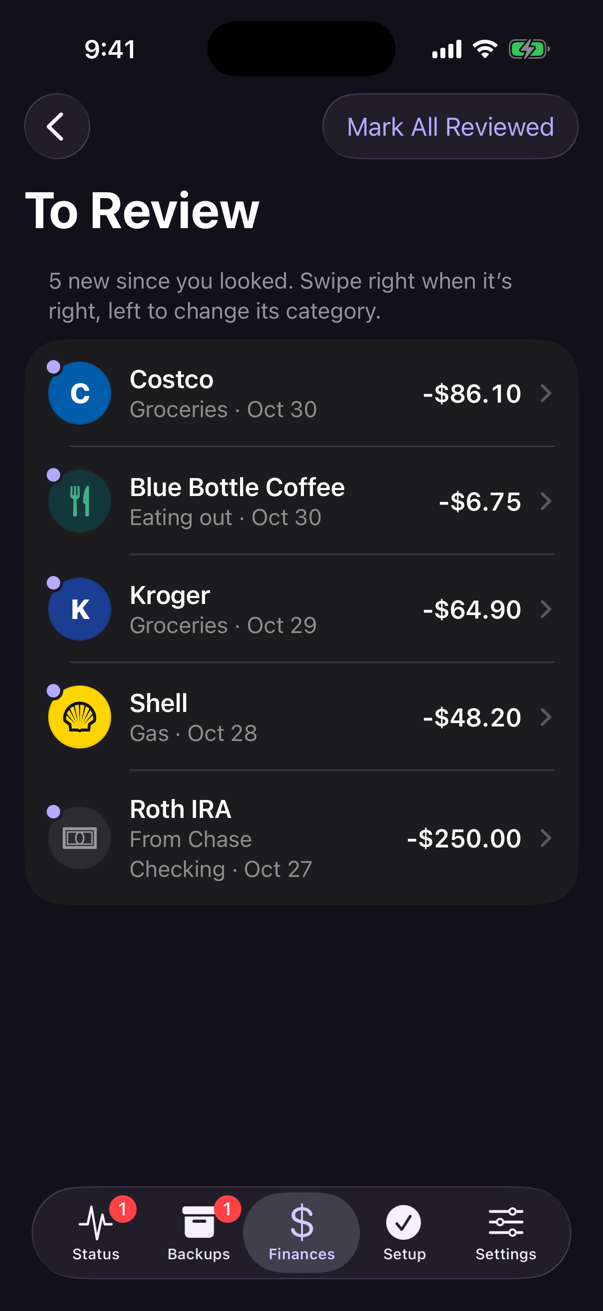 9:41
Mark All Reviewed
To Review
5 new since you looked. Swipe right when it’s
right, left to change its category.
C
Costco
-$86.10
Groceries · Oct 30
Blue Bottle Coffee
-$6.75
Eating out · Oct 30
K
Kroger
-$64.90
Groceries · Oct 29
Shell
-$48.20
Gas · Oct 28
Roth IRA
From Chase
-$250.00
Checking · Oct 27
1
1
Status
Backups
Finances
Setup
Settings